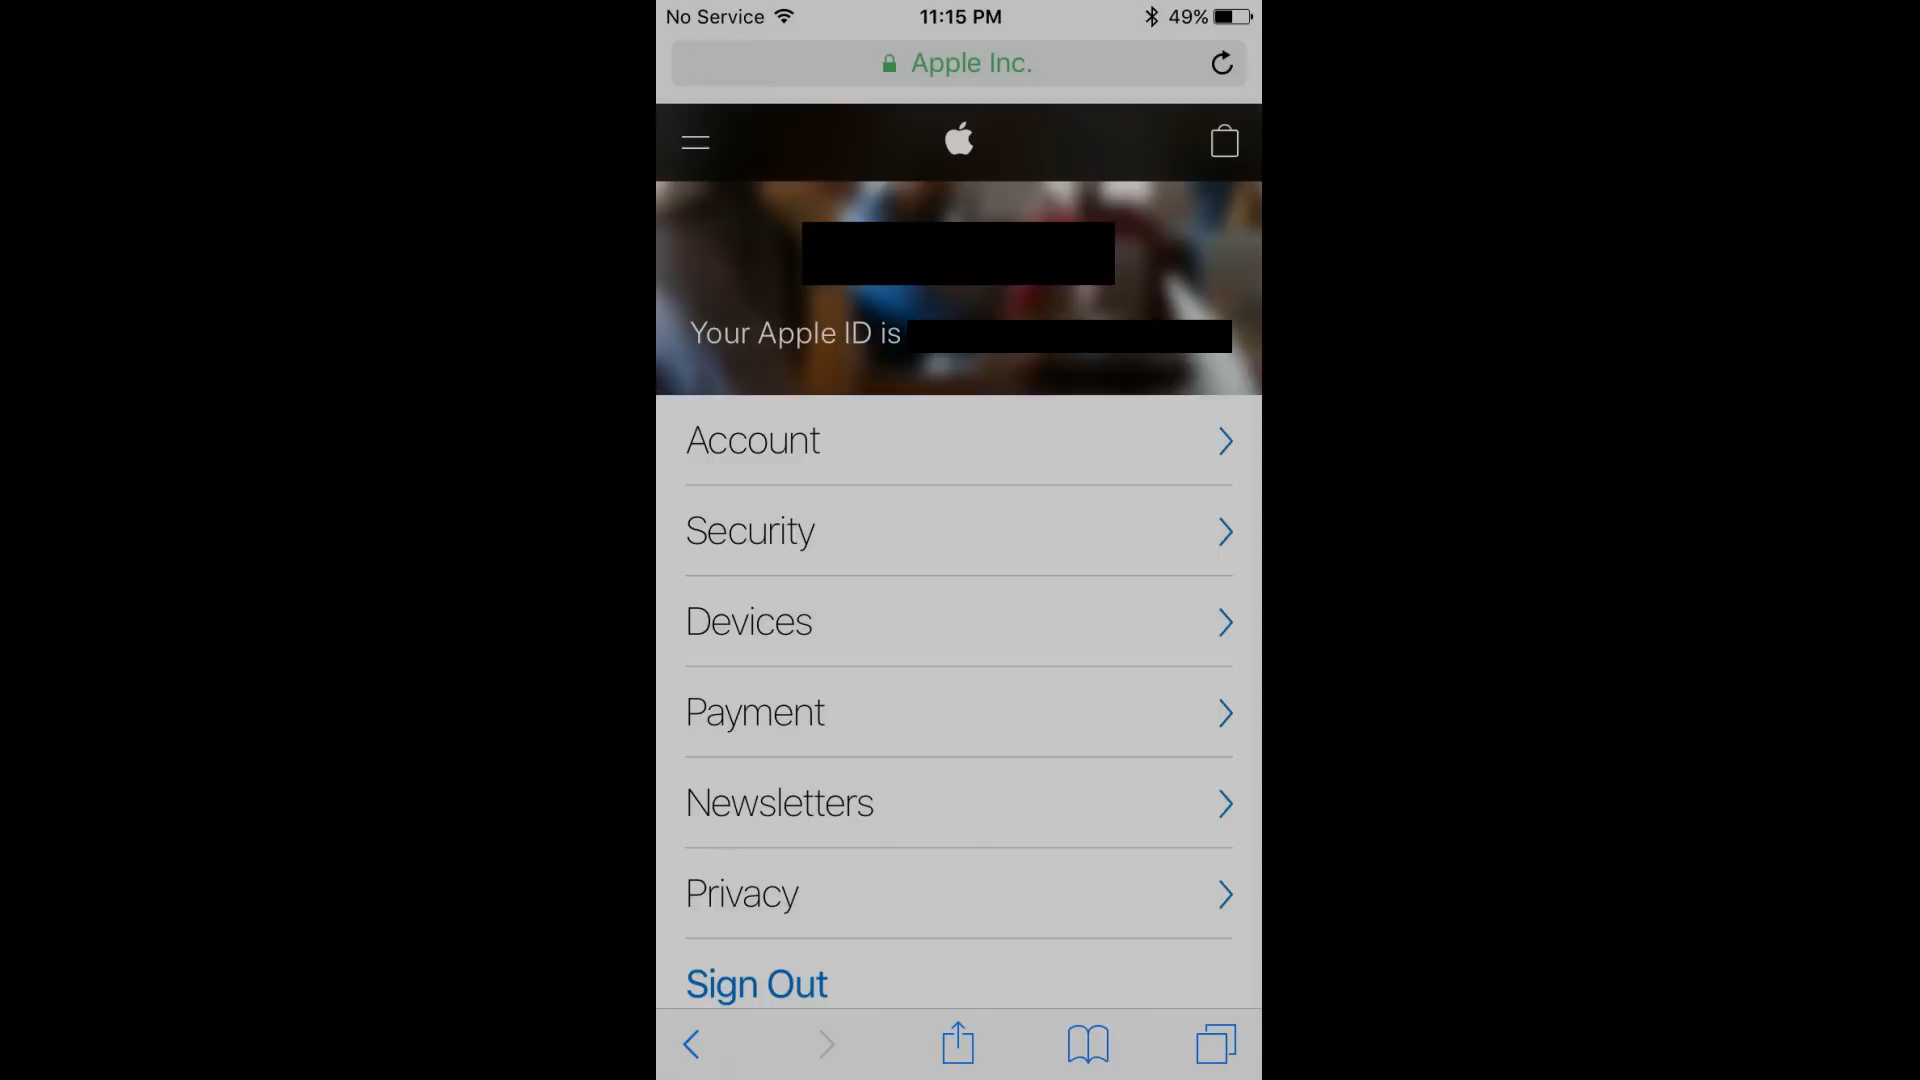 No Service 11:15 PM 49%
Apple Inc.
Your Apple ID is
Account
Security
Devices
Payment
Newsletters
Privacy
Sign Out